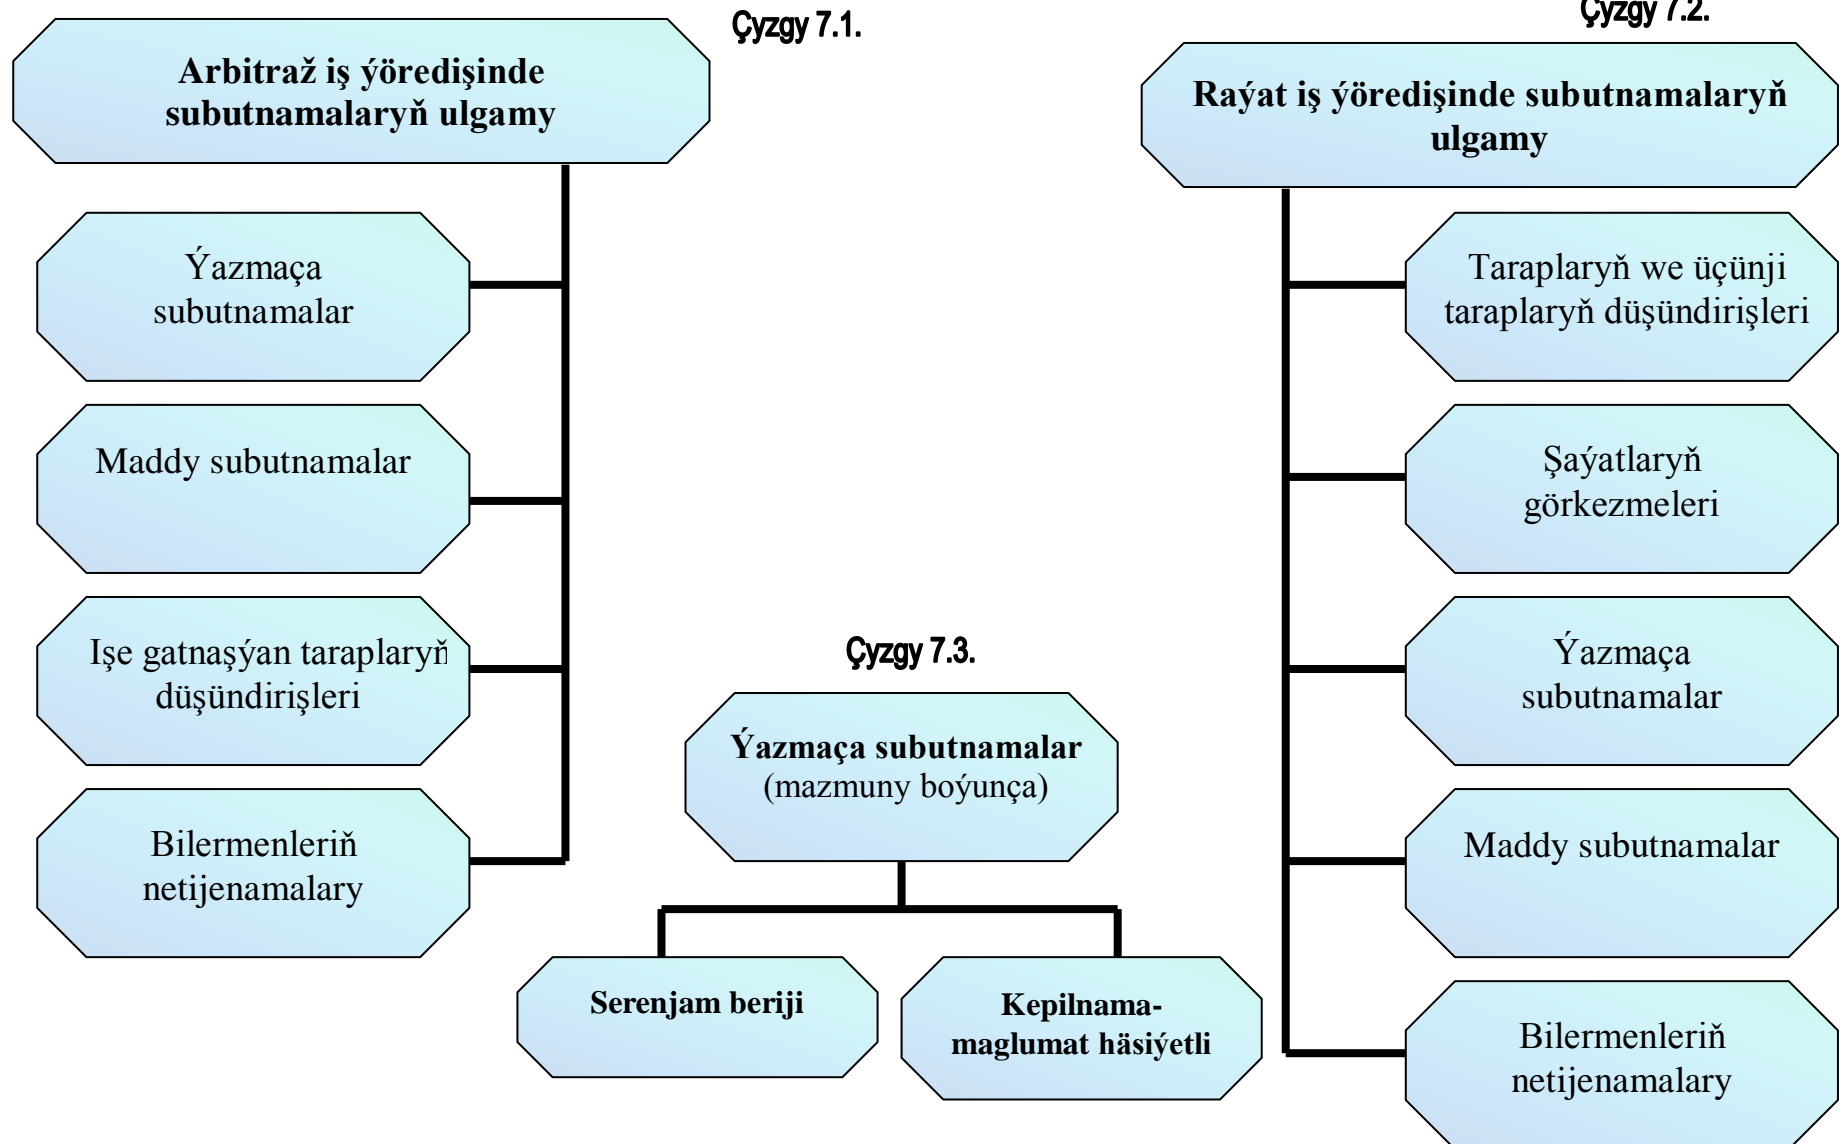 Çyzgy 7.1.
Arbitraž iş ýöredişinde
subutnamalaryň ulgamy
Ýazmaça
subutnamalar
Maddy subutnamalar
Işe gatnaşýan taraplaryň
düşündirişleri
Bilermenleriň
netijenamalary
Çyzgy 7.2.
Raýat iş ýöredişinde subutnamalaryň
ulgamy
Taraplaryň we üçünji
taraplaryň düşündirişleri
Şaýatlaryň
görkezmeleri
Ýazmaça
subutnamalar
Maddy subutnamalar
Bilermenleriň
netijenamalary
Çyzgy 7.3.
Ýazmaça subutnamalar
(mazmuny boýunça)
Serenjam beriji
Kepilnama-
maglumat häsiýetli